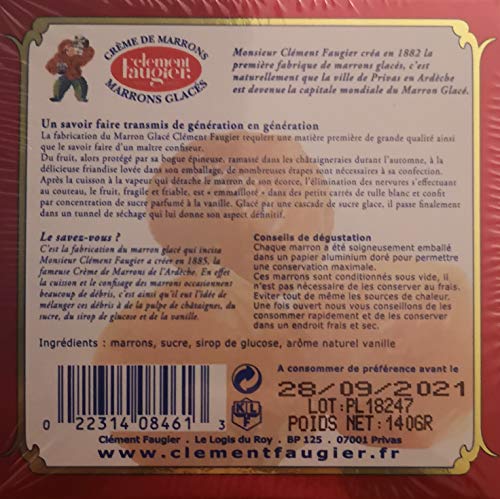 CRÈME DE MARRONS
clement
faugier
MARRONS GLACÉS
Monsieur Clément Faugier créa en 1882 la
première fabrique de marrons glacés, c'est
naturellement que la ville de Privas en Ardèche
est devenue la capitale mondiale du Marron Glacé.
Un savoir faire transmis de génération en génération
La fabrication du Marron Glacé Clément Faugier requiert une matière première de grande qualité ainsi
que le savoir faire d'un maître confiseur.
Du fruit, alors protégé par sa bogue épineuse, ramassé dans les châtaigneraies durant l'automne, à la
délicieuse friandise lovée dans son emballage, de nombreuses étapes sont nécessaires à sa confection.
Après la cuisson à la vapeur qui détache le marron de son écorce, l'élimination des nervures s'effectuant
au couteau, le fruit, fragile et friable, est « emmailloté » dans des petits carrés de tulle blanc et confit
par concentration de sucre parfumé à la vanille. Glacé par une cascade de sucre glacé, il passe finalement
dans un tunnel de séchage qui lui donne son aspect définitif.
Le savez-vous ?
C'est la fabrication du marron glacé qui incita
Monsieur Clément Faugier a créer en 1885, la
fameuse Crème de Marrons de l'Ardèche. En effet
la cuisson et le confisage des marrons occasionnent
beaucoup de débris, c'est ainsi qu'il eut l'idée de
mélanger ces débris à de la pulpe de châtaignes, du
sucre, du sirop de glucose et de la vanille.
Conseils de dégustation
Chaque marron a été soigneusement emballé
dans un papier aluminium doré pour permettre
une conservation maximale.
Ces marrons sont conditionnés sous vide, il
n'est pas nécessaire de les conserver au frais.
Eviter tout de même les sources de chaleur.
Une fois ouvert nous vous conseillons de les
consommer rapidement et de les conserver
dans un endroit frais et sec.
Ingrédients : marrons, sucre, sirop de glucose, arôme naturel vanille
A consommer de préférence avant le
28/09/2021
LOT:PL18247
POIDS NET:140GR
0 22314 08461 3
KLF
Clément Faugier . Le Logis du Roy . BP 125 . 07001 Privas
www.clementfaugier.fr